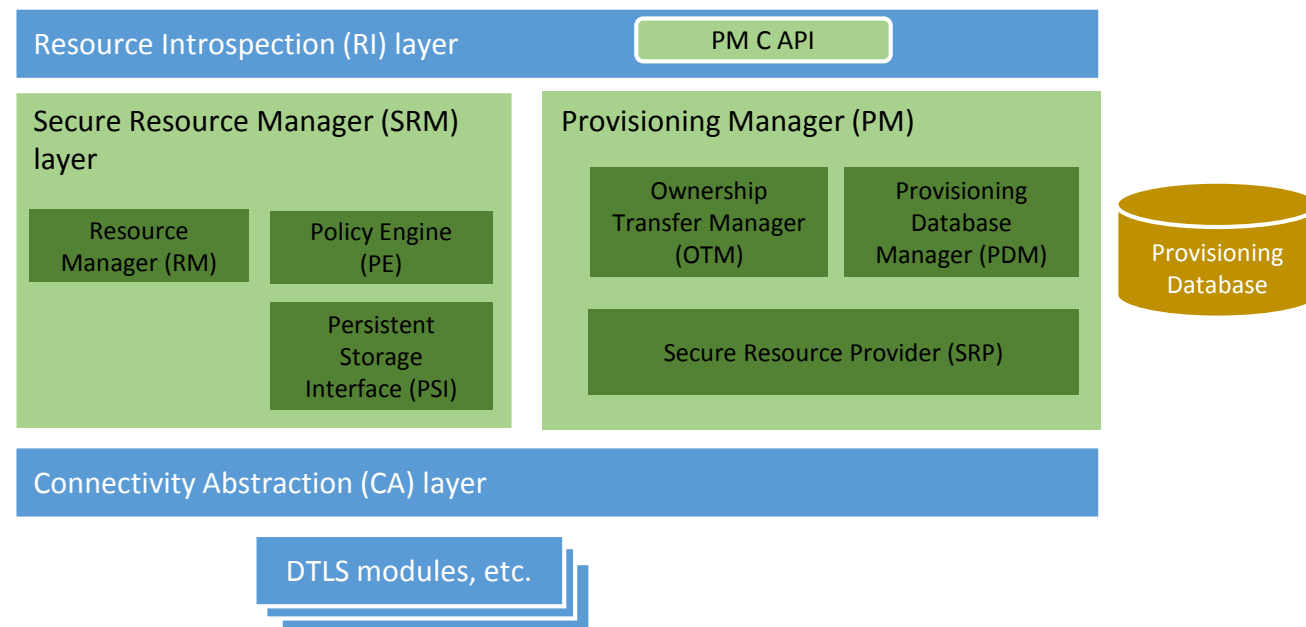 Resource Introspection (RI) layer
PM C API
Secure Resource Manager (SRM)
layer
Resource
Manager (RM)
Policy Engine
(PE)
Persistent
Storage
Interface (PSI)
Provisioning Manager (PM)
Ownership
Transfer Manager
(OTM)
Provisioning
Database
Manager (PDM)
Secure Resource Provider (SRP)
Provisioning
Database
Connectivity Abstraction (CA) layer
DTLS modules, etc.